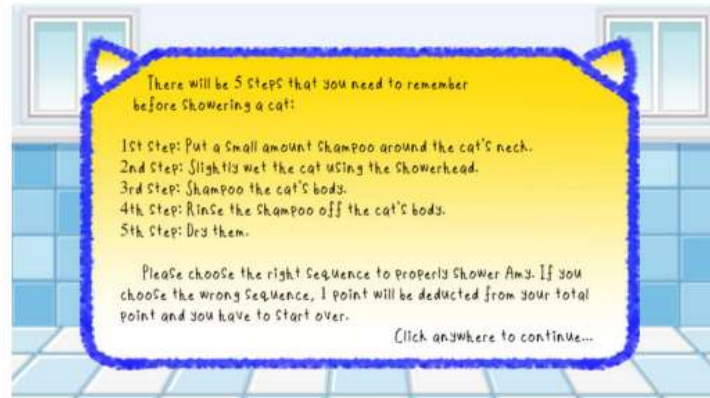 There will be 5 steps that you need to remember
before showering a cat:
1st step: Put a small amount shampoo around the cat's neck.
2nd step: Slightly wet the cat using the showerhead.
3rd step: Shampoo the cat's body.
4th step: Rinse the shampoo off the cat's body.
5th step: Dry them.
Please choose the right sequence to properly shower Amy. If you
choose the wrong sequence, 1 point will be deducted from your total
point and you have to start over.
Click anywhere to continue...